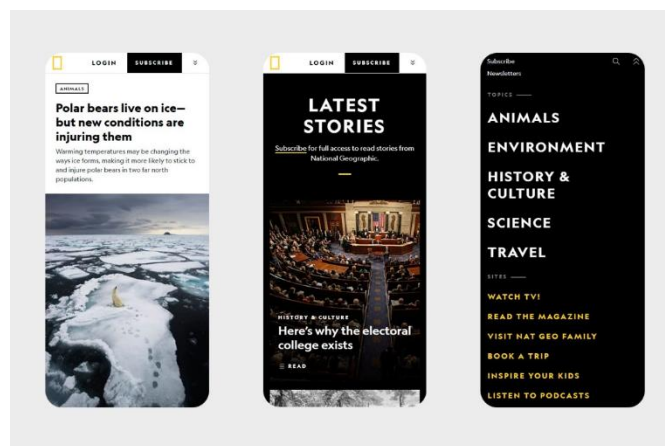 LOGIN
SUBSCRIBE
ANIMALS
Polar bears live on ice—
but new conditions are
injuring them
Warming temperatures may be changing the
ways ice forms, making it more likely to stick to
and injure polar bears in two far north
populations.
LOGIN
SUBSCRIBE
LATEST
STORIES
Subscribe for full access to read stories from
National Geographic.
HISTORY & CULTURE
Here's why the electoral
college exists
READ
Subscribe
Newsletters
TOPICS
ANIMALS
ENVIRONMENT
HISTORY &
CULTURE
SCIENCE
TRAVEL
SITES
WATCH TV!
READ THE MAGAZINE
VISIT NAT GEO FAMILY
BOOK A TRIP
INSPIRE YOUR KIDS
LISTEN TO PODCASTS